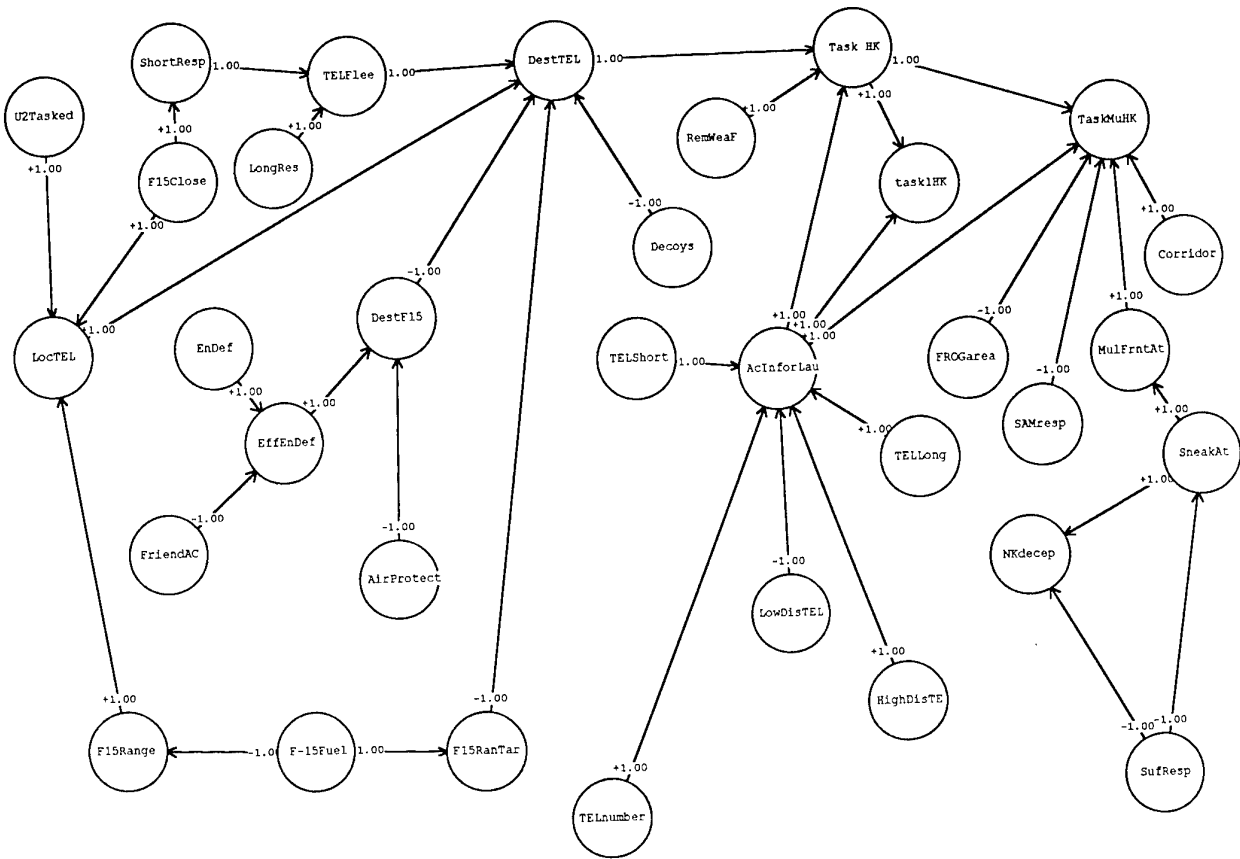 Task HK
DestTEL
1.00
1.00
ShortResp
1.00
TELFlee
1.00
U2Tasked
+1.00
RemWeaF
+1.00
+1.00
TaskMuHK
+1.00
LongRes
+1.00
F15Close
+1.00
task1HK
Decoys
-1.00
Corridor
+1.00
DestF15
-1.00
LocTEL
+1.00
EnDef
+1.00
TELShort
1.00
AcInforLau
+1.00
+1.00
+1.00
FROGarea
-1.00
MulFrntAt
+1.00
SAMresp
-1.00
EffEnDef
+1.00
TELLong
+1.00
SneakAt
+1.00
+1.00
FriendAC
-1.00
AirProtect
-1.00
NKdecep
LowDisTEL
-1.00
HighDisTE
+1.00
F15Range
+1.00
-1.00
F-15Fuel
1.00
F15RanTar
-1.00
SufResp
-1.00
-1.00
TELnumber
+1.00